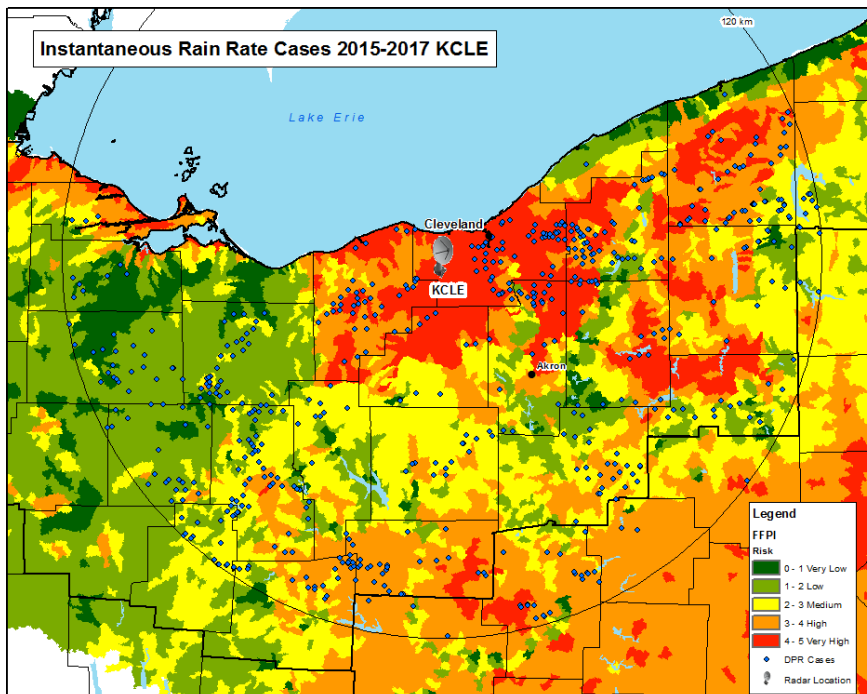 120 km
Instantaneous Rain Rate Cases 2015-2017 KCLE
Lake Erie
Cleveland
KCLE
Akron
Legend
FFPI
Risk
0 - 1 Very Low
1 - 2 Low
2 - 3 Medium
3 - 4 High
4 - 5 Very High
DPR Cases
Radar Location